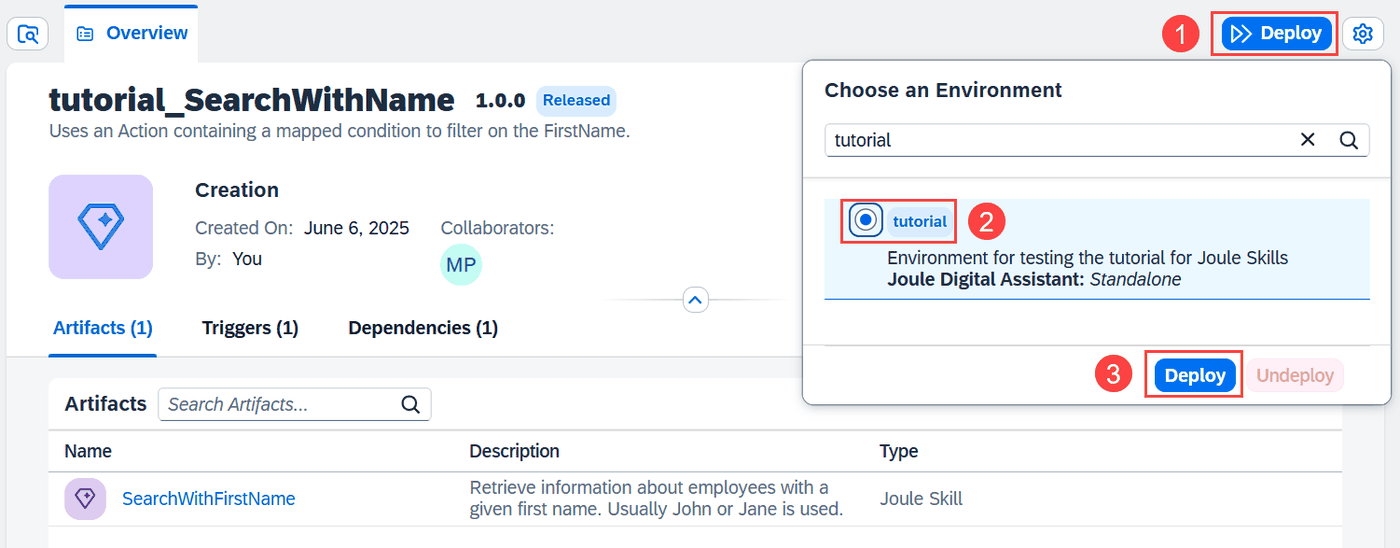 Overview
1
Deploy
Choose an Environment
tutorial
tutorial_SearchWithName 1.0.0 Released
Uses an Action containing a mapped condition to filter on the FirstName.
Creation
Created On: June 6, 2025
Collaborators:
By: You
MP
tutorial
2
Environment for testing the tutorial for Joule Skills
Joule Digital Assistant: Standalone
Artifacts (1)
Triggers (1)
Dependencies (1)
3
Deploy
Undeploy
Artifacts
Search Artifacts...
Name
Description
Type
SearchWithFirstName
Retrieve information about employees with a
given first name. Usually John or Jane is used.
Joule Skill